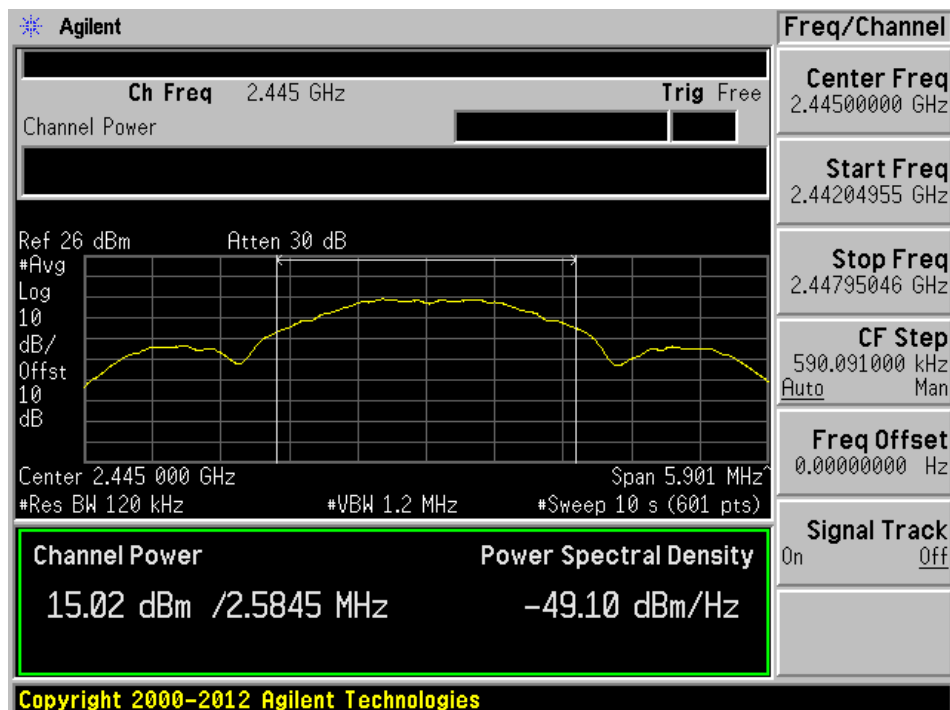 Agilent
Ch Freq 2.445 GHz Trig Free
Channel Power
Ref 26 dBm Atten 30 dB
#Avg
Log
10
dB/
Offst
10
dB
Center 2.445 000 GHz Span 5.901 MHz^
#Res BW 120 kHz #VBW 1.2 MHz #Sweep 10 s (601 pts)
Channel Power Power Spectral Density
15.02 dBm /2.5845 MHz -49.10 dBm/Hz
Copyright 2000-2012 Agilent Technologies
Freq/Channel
Center Freq
2.44500000 GHz
Start Freq
2.44204955 GHz
Stop Freq
2.44795046 GHz
CF Step
590.091000 kHz
Auto Man
Freq Offset
0.00000000 Hz
Signal Track
On Off